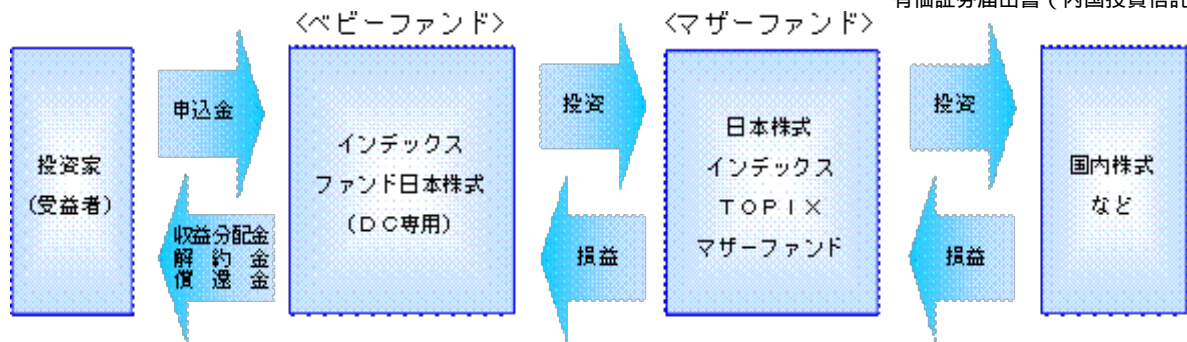 有価証券届出書（内国投資信託
〈ベビーファンド〉
〈マザーファンド〉
投資家
(受益者)
申込金
収益分配金
解約金
償還金
インデックス
ファンド日本株式
(DC専用)
投資
損益
日本株式
インデックス
TOPIX
マザーファンド
投資
損益
国内株式
など